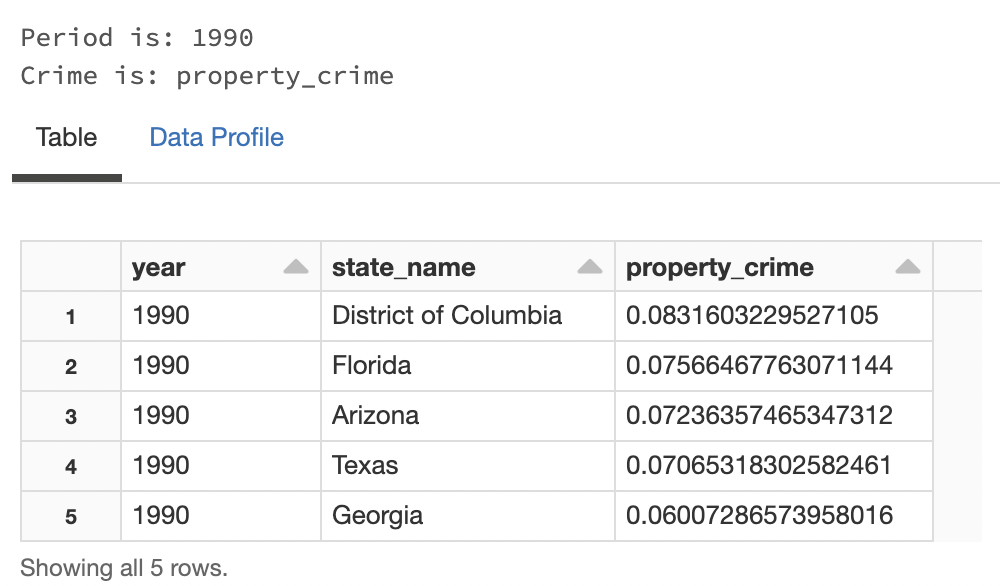 Period is: 1990
Crime is: property_crime
Table Data Profile
year state_name property_crime
1 1990 District of Columbia 0.0831603229527105
2 1990 Florida 0.07566467763071144
3 1990 Arizona 0.07236357465347312
4 1990 Texas 0.07065318302582461
5 1990 Georgia 0.06007286573958016
Showing all 5 rows.